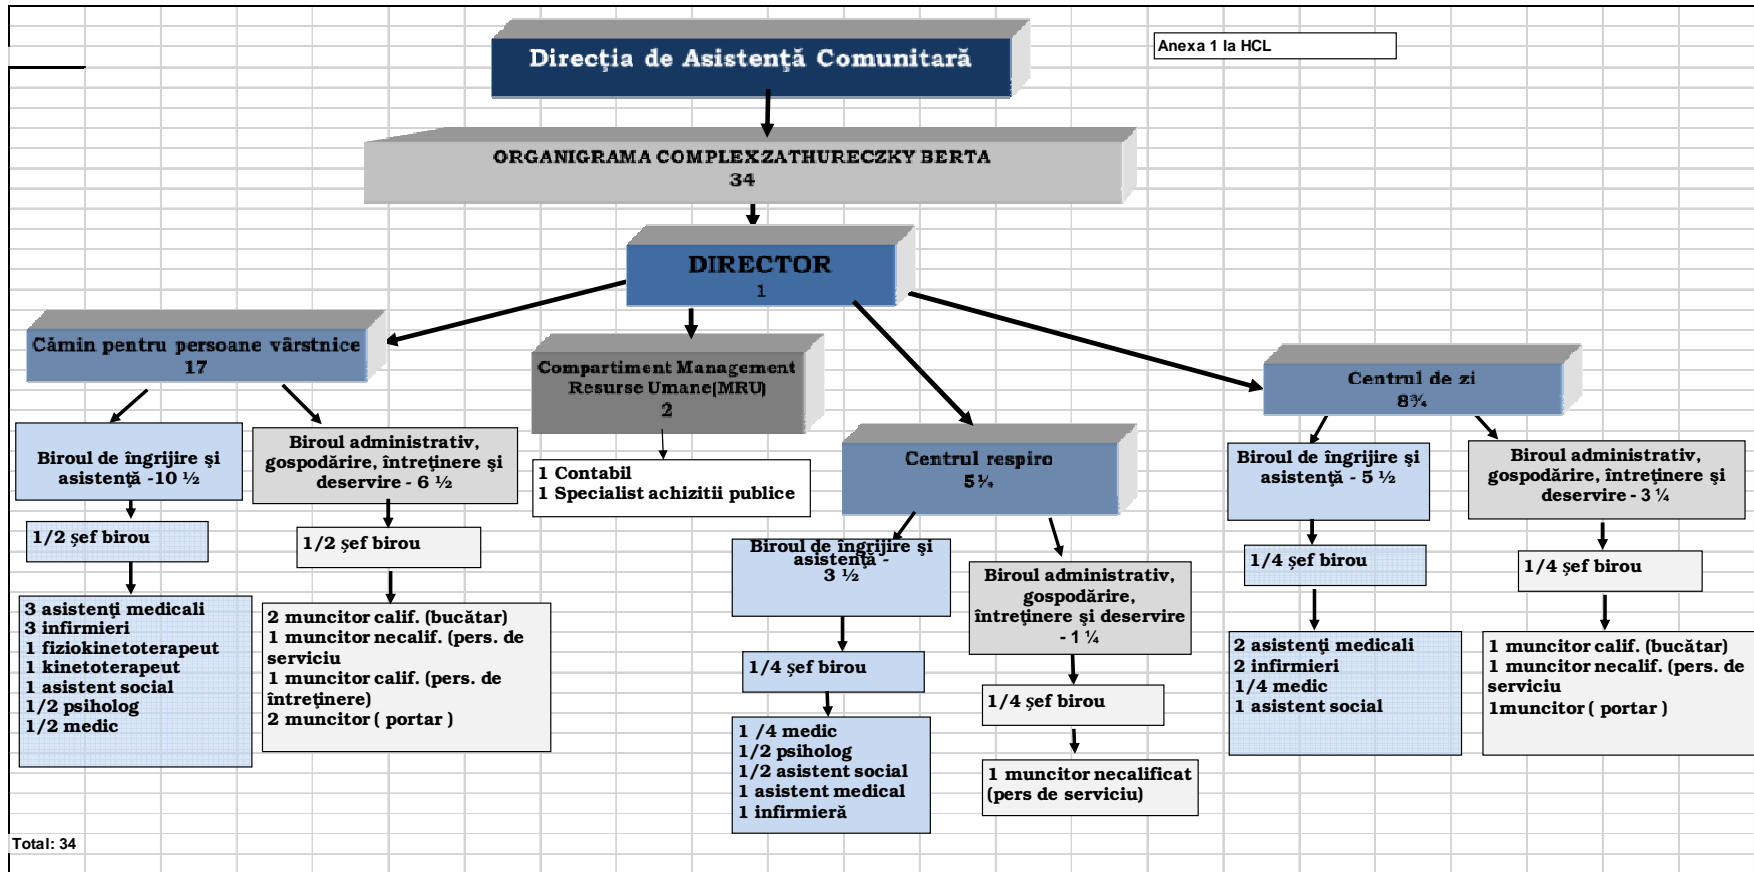 Direcţia de Asistenţă Comunitară
Anexa 1 la HCL
ORGANIGRAMA COMPLEX ZATHURECZKY BERTA
34
DIRECTOR
1
Cămin pentru persoane vârstnice
17
Compartiment Management
Resurse Umane(MRU)
2
Centrul respiro
5¼
Centrul de zi
8¾
Biroul de îngrijire şi
asistenţă -10 ½
1/2 şef birou
3 asistenţi medicali
3 infirmieri
1 fiziokinetoterapeut
1 kinetoterapeut
1 asistent social
1/2 psiholog
1/2 medic
Biroul administrativ,
gospodărire, întreţinere şi
deservire - 6 ½
1/2 şef birou
2 muncitor calif. (bucătar)
1 muncitor necalif. (pers. de
serviciu
1 muncitor calif. (pers. de
întreţinere)
2 muncitor ( portar )
1 Contabil
1 Specialist achizitii publice
Biroul de îngrijire şi
asistenţă -
3 ½
1/4 şef birou
1 /4 medic
1/2 psiholog
1/2 asistent social
1 asistent medical
1 infirmieră
Biroul administrativ,
gospodărire,
întreţinere şi deservire
- 1 ¼
1/4 şef birou
1 muncitor necalificat
(pers de serviciu)
Biroul de îngrijire şi
asistenţă - 5 ½
1/4 şef birou
2 asistenţi medicali
2 infirmieri
1/4 medic
1 asistent social
Biroul administrativ,
gospodărire, întreţinere şi
deservire - 3 ¼
1/4 şef birou
1 muncitor calif. (bucătar)
1 muncitor necalif. (pers. de
serviciu
1muncitor ( portar )
Total: 34